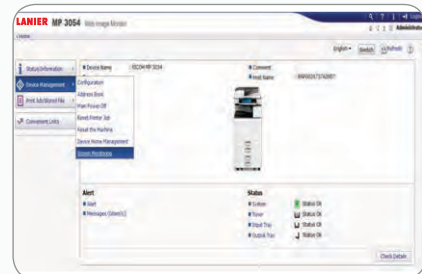 LANIER MP 3054 Web Image Monitor
Administrator
Home
English
Switch
Refresh
Status/Information
Device Management
Print Job/Stored File
Convenient Links
Configuration
Address Book
Main Power Off
Reset Printer Job
Reset the Machine
Device Home Management
Screen Monitoring
Device Name : RICOH MP 3054
Comment
Host Name
Alert
Alert
Messages (0item(s))
Status
System Status OK
Toner Status OK
Input Tray Status OK
Output Tray Status OK
Check Details